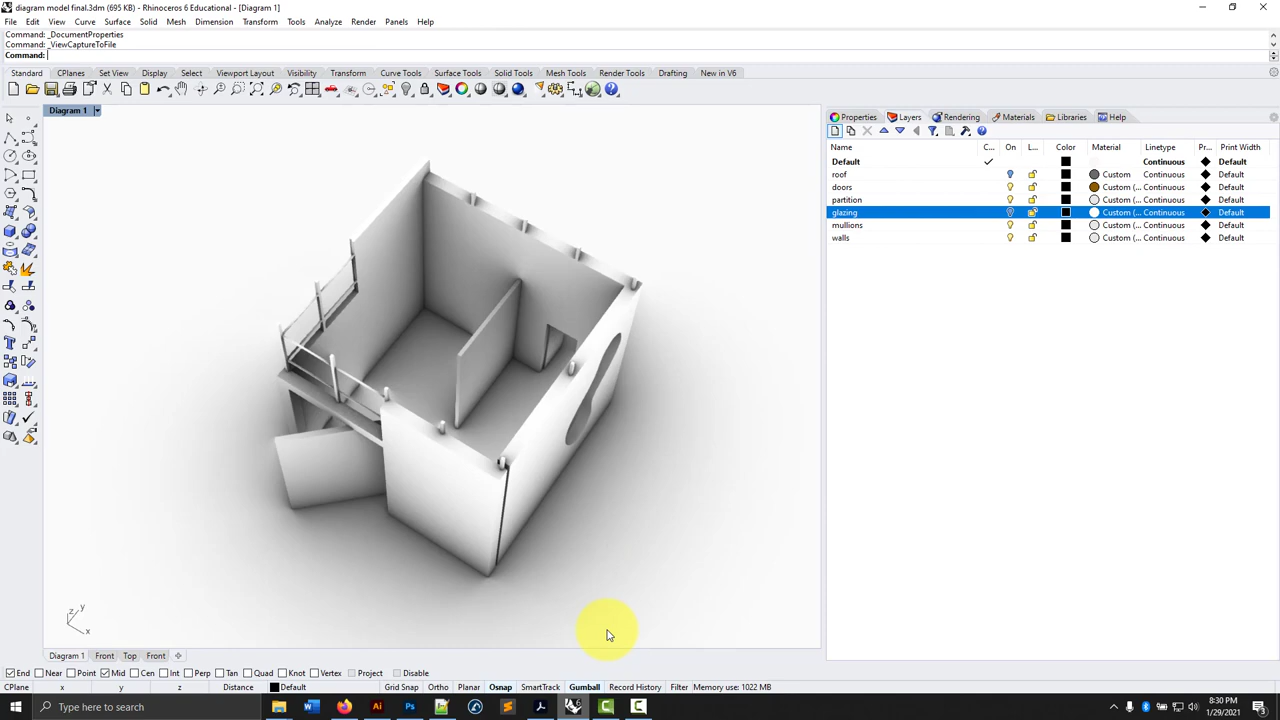 diagram model final.3dm (695 KB) - Rhinoceros 6 Educational - [Diagram 1]
File Edit View Curve Surface Solid Mesh Dimension Transform Tools Analyze Render Panels Help
Command: _DocumentProperties
Command: _ViewCaptureToFile
Command:
Standard CPlanes Set View Display Select Viewport Layout Visibility Transform Curve Tools Surface Tools Solid Tools Mesh Tools Render Tools Drafting New in V6
Diagram 1
Properties Layers Rendering Materials Libraries Help
Name C... On L... Color Material Linetype Pr... Print Width
Default Continuous Default
roof Custom Continuous Default
doors Custom (... Continuous Default
partition Custom (... Continuous Default
glazing Custom (... Continuous Default
mullions Custom (... Continuous Default
walls Custom (... Continuous Default
z y
x
Diagram 1 Front Top Front
End Near Point Mid Cen Int Perp Tan Quad Knot Vertex Project Disable
CPlane x y z Distance Default Grid Snap Ortho Planar Osnap SmartTrack Gumball Record History Filter Memory use: 1022 MB
Type here to search
8:30 PM
1/29/2021